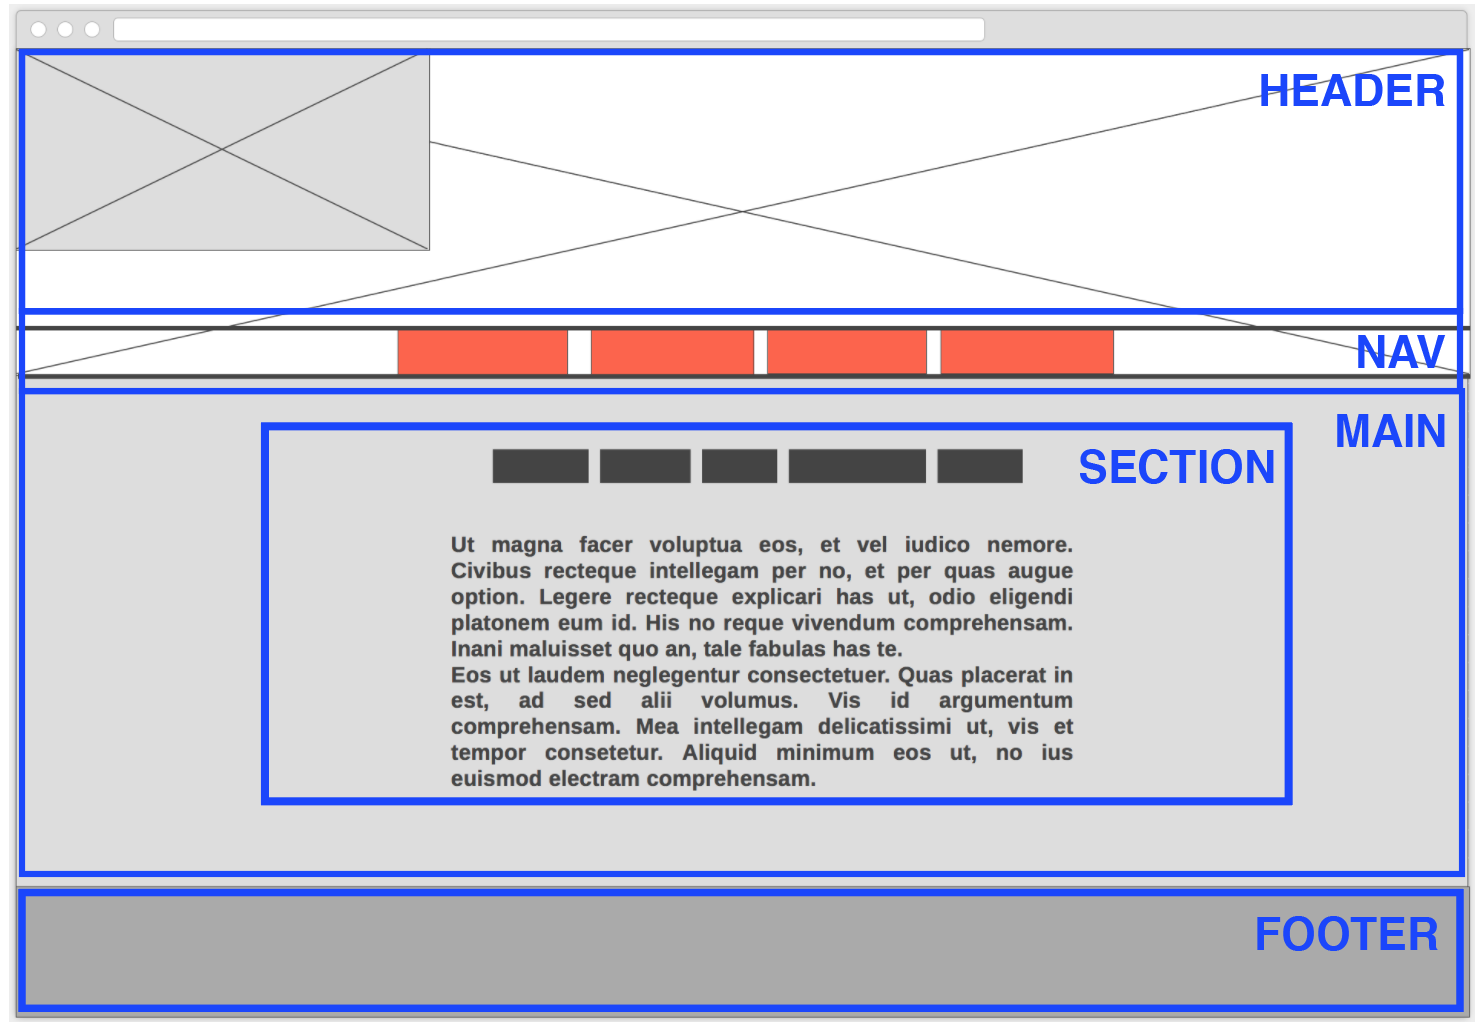 HEADER
NAV
MAIN
SECTION
Ut magna facer voluptua eos, et vel iudico nemore.
Civibus recteque intellegam per no, et per quas augue
option. Legere recteque explicari has ut, odio eligendi
platonem eum id. His no reque vivendum comprehensam.
Inani maluisset quo an, tale fabulas has te.
Eos ut laudem neglegentur consectetuer. Quas placerat in
est, ad sed alii volumus. Vis id argumentum
comprehensam. Mea intellegam delicatissimi ut, vis et
tempor consetetur. Aliquid minimum eos ut, no ius
euismod electram comprehensam.
FOOTER